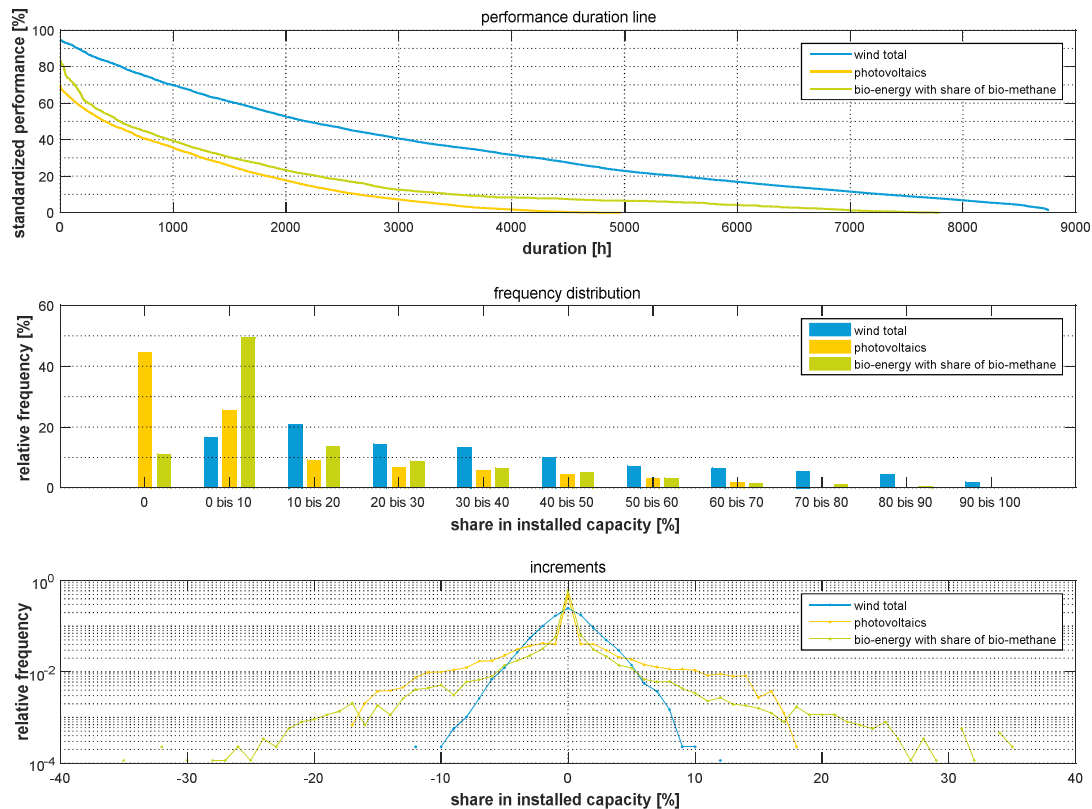 performance duration line
standardized performance [%]
100
80
60
40
20
0
wind total
photovoltaics
bio-energy with share of bio-methane
0 1000 2000 3000 4000 5000 6000 7000 8000 9000
duration [h]
frequency distribution
relative frequency [%]
60
40
20
0
wind total
photovoltaics
bio-energy with share of bio-methane
0 0 bis 10 10 bis 20 20 bis 30 30 bis 40 40 bis 50 50 bis 60 60 bis 70 70 bis 80 80 bis 90 90 bis 100
share in installed capacity [%]
increments
relative frequency
10^0
10^-2
10^-4
wind total
photovoltaics
bio-energy with share of bio-methane
-40 -30 -20 -10 0 10 20 30 40
share in installed capacity [%]